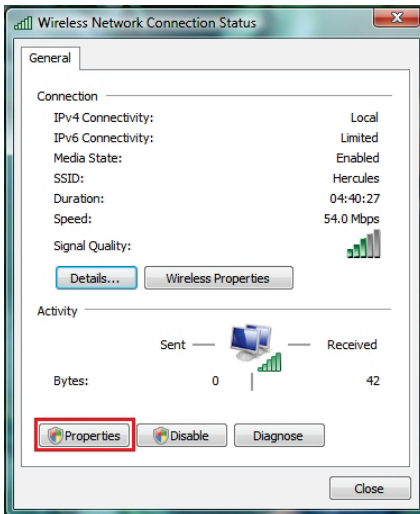 Wireless Network Connection Status
General
Connection
IPv4 Connectivity: Local
IPv6 Connectivity: Limited
Media State: Enabled
SSID: Hercules
Duration: 04:40:27
Speed: 54.0 Mbps
Signal Quality:
Details... Wireless Properties
Activity
Sent Received
Bytes: 0 42
Properties Disable Diagnose
Close